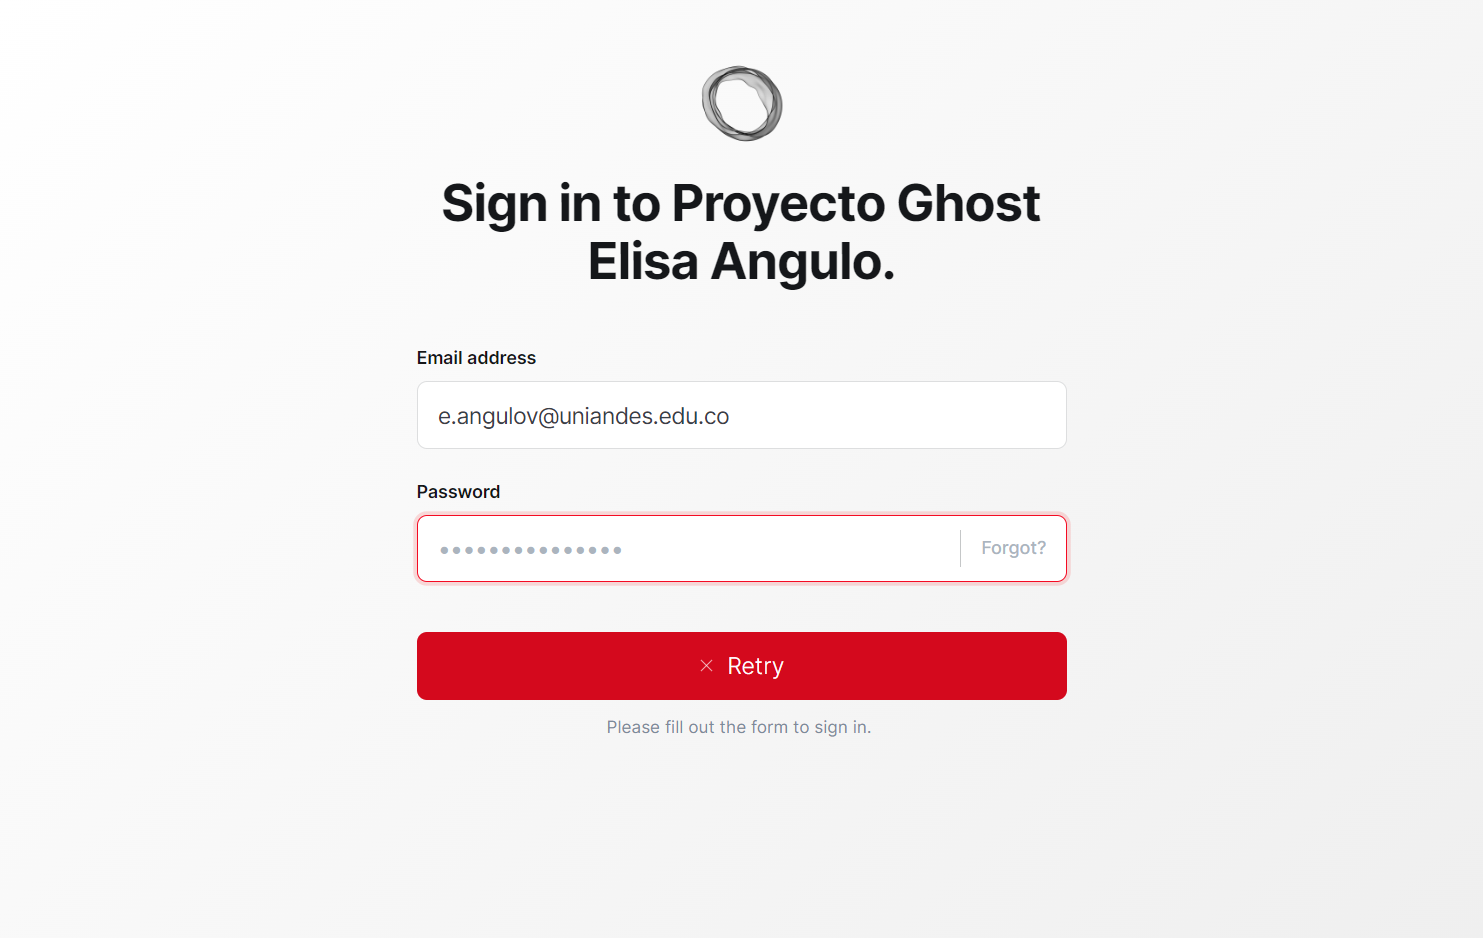 Sign in to Proyecto Ghost
Elisa Angulo.
Email address
e.angulov@uniandes.edu.co
Password
•••••••••••••••
Forgot?
Retry
Please fill out the form to sign in.